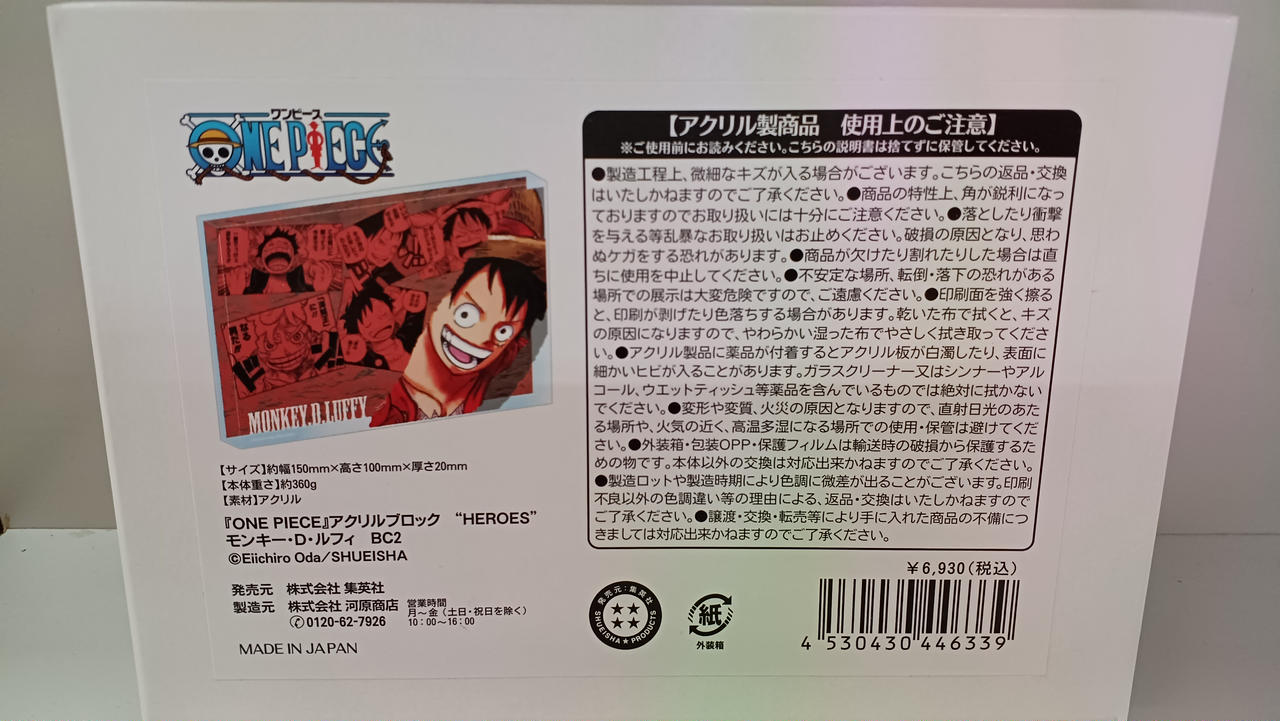 ワンピース
ONE PIECE
なる
男だ!!
MONKEY.D.LUFFY
【サイズ】約幅150mm×高さ100mm×厚さ20mm
【本体重さ】約360g
【素材】アクリル
『ONE PIECE』アクリルブロック “HEROES”
モンキー・D・ルフィ BC2
©Eiichiro Oda/SHUEISHA
発売元 株式会社 集英社
製造元 株式会社 河原商店
0120-62-7926
営業時間
月~金(土日・祝日を除く)
10:00~16:00
MADE IN JAPAN
【アクリル製商品 使用上のご注意】
※ご使用前にお読みください。こちらの説明書は捨てずに保管してください。
●製造工程上、微細なキズが入る場合がございます。こちらの返品・交換
はいたしかねますのでご了承ください。●商品の特性上、角が鋭利になっ
ておりますのでお取り扱いには十分にご注意ください。●落としたり衝撃
を与える等乱暴なお取り扱いはお止めください。破損の原因となり、思わ
ぬケガをする恐れがあります。●商品が欠けたり割れたりした場合は直
ちに使用を中止してください。●不安定な場所、転倒・落下の恐れがある
場所での展示は大変危険ですので、ご遠慮ください。●印刷面を強く擦る
と、印刷が剥げたり色落ちする場合があります。乾いた布で拭くと、キズ
の原因になりますので、やわらかい湿った布でやさしく拭き取ってくださ
い。●アクリル製品に薬品が付着するとアクリル板が白濁したり、表面に
細かいヒビが入ることがあります。ガラスクリーナー又はシンナーやアル
コール、ウエットティッシュ等薬品を含んでいるものでは絶対に拭かない
でください。●変形や変質、火災の原因となりますので、直射日光のあた
る場所や、火気の近く、高温多湿になる場所での使用・保管は避けてくだ
さい。●外装箱・包装OPP・保護フィルムは輸送時の破損から保護するた
めの物です。本体以外の交換は対応出来かねますのでご了承ください。
●製造ロットや製造時期により色調に微差が出ることがございます。印刷
不良以外の色調違い等の理由による、返品・交換はいたしかねますので
ご了承ください。●譲渡・交換・転売等により手に入れた商品の不備につ
きましては対応出来かねますのでご了承ください。
¥6,930(税込)
発売元:集英社
SHUEISHA★PRODUCTS
紙
外装箱
4 530430 446339